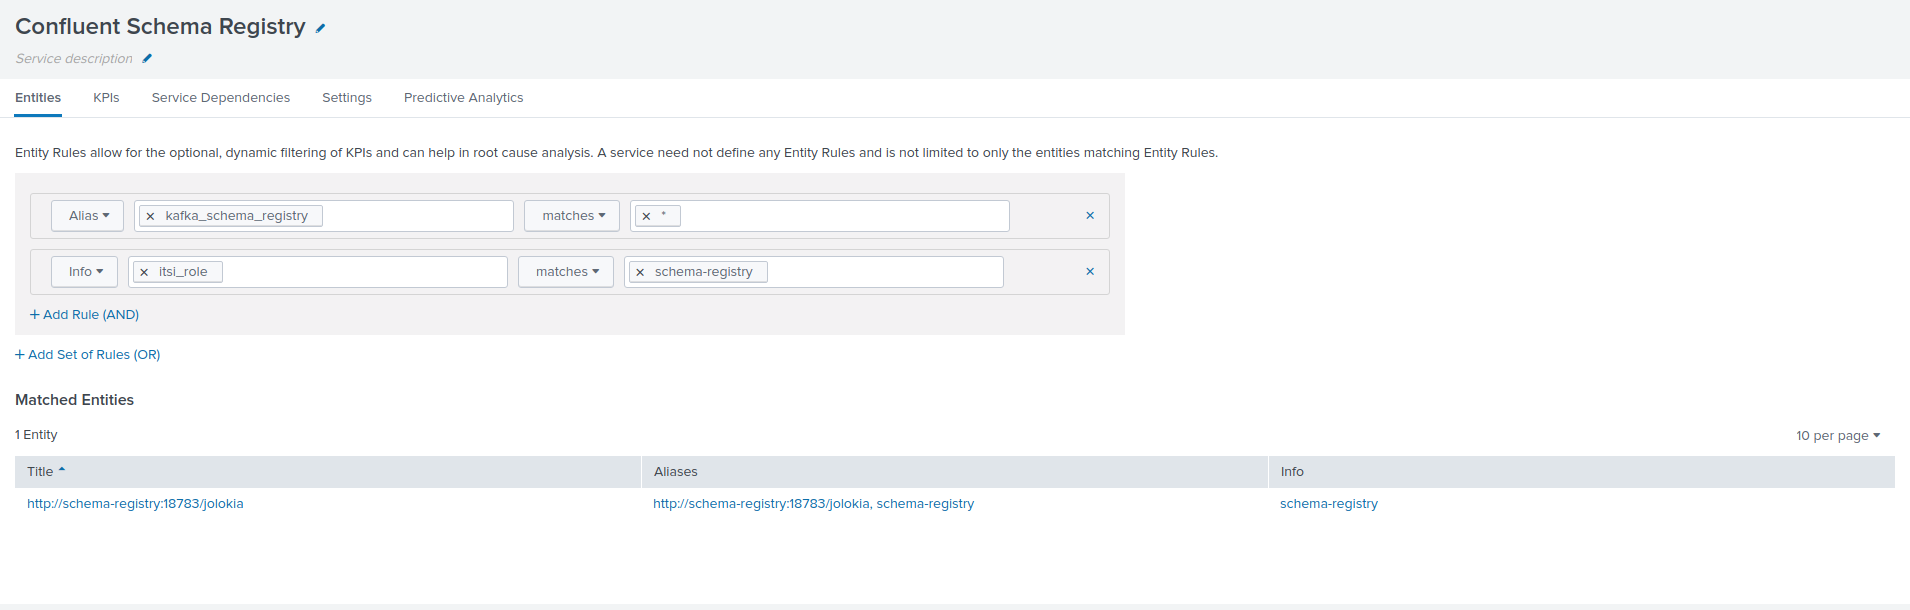 Confluent Schema Registry
Service description
Entities KPIs Service Dependencies Settings Predictive Analytics
Entity Rules allow for the optional, dynamic filtering of KPIs and can help in root cause analysis. A service need not define any Entity Rules and is not limited to only the entities matching Entity Rules.
Alias kafka_schema_registry matches *
Info itsi_role matches schema-registry
+ Add Rule (AND)
+ Add Set of Rules (OR)
Matched Entities
1 Entity 10 per page
Title Aliases Info
http://schema-registry:18783/jolokia http://schema-registry:18783/jolokia, schema-registry schema-registry